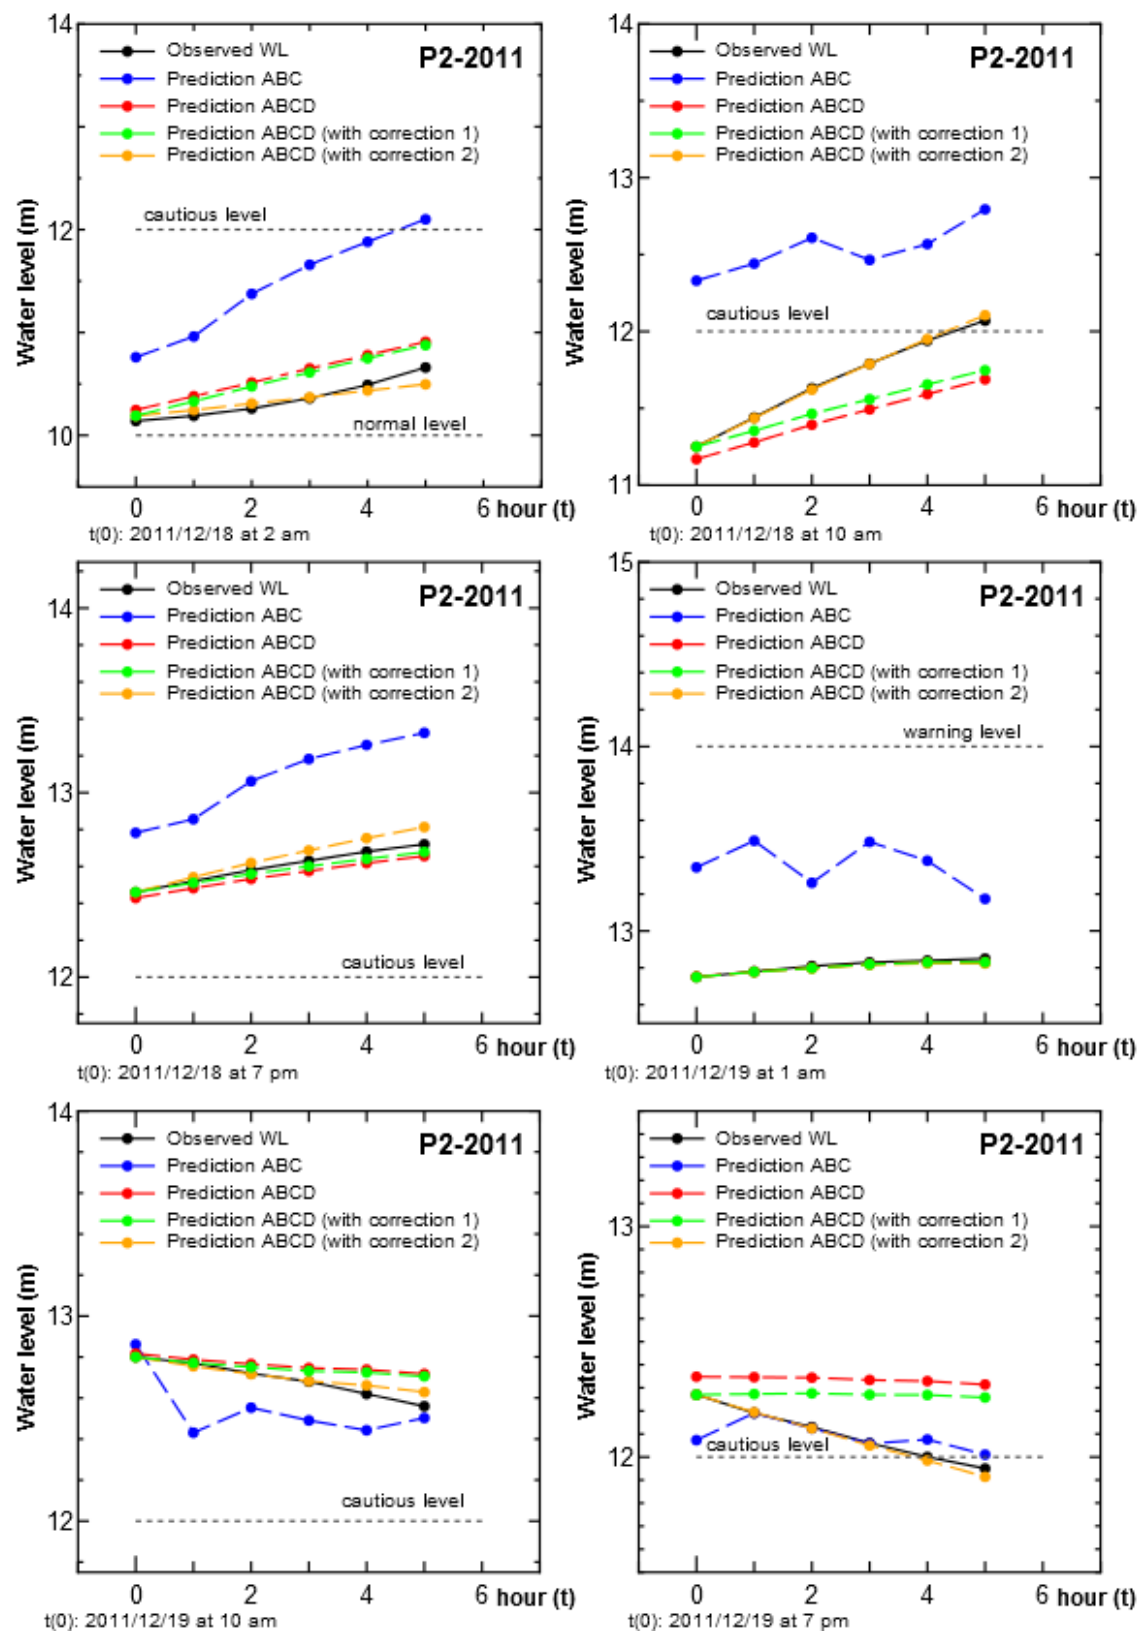 14
Observed WL
P2-2011
Prediction ABC
Prediction ABCD
Prediction ABCD (with correction 1)
Prediction ABCD (with correction 2)
Water level (m)
cautious level
12
normal level
10
0 2 4 6 hour (t)
t(0): 2011/12/18 at 2 am
14
Observed WL
P2-2011
Prediction ABC
Prediction ABCD
Prediction ABCD (with correction 1)
Prediction ABCD (with correction 2)
13
Water level (m)
cautious level
12
11
0 2 4 6 hour (t)
t(0): 2011/12/18 at 10 am
Observed WL
P2-2011
14
Prediction ABC
Prediction ABCD
Prediction ABCD (with correction 1)
Prediction ABCD (with correction 2)
Water level (m)
13
cautious level
12
0 2 4 6 hour (t)
t(0): 2011/12/18 at 7 pm
15
Observed WL
P2-2011
Prediction ABC
Prediction ABCD
Prediction ABCD (with correction 1)
Prediction ABCD (with correction 2)
warning level
14
Water level (m)
13
0 2 4 6 hour (t)
t(0): 2011/12/19 at 1 am
14
Observed WL
P2-2011
Prediction ABC
Prediction ABCD
Prediction ABCD (with correction 1)
Prediction ABCD (with correction 2)
13
Water level (m)
cautious level
12
0 2 4 6 hour (t)
t(0): 2011/12/19 at 10 am
Observed WL
P2-2011
Prediction ABC
Prediction ABCD
Prediction ABCD (with correction 1)
13
Prediction ABCD (with correction 2)
Water level (m)
cautious level
12
0 2 4 6 hour (t)
t(0): 2011/12/19 at 7 pm